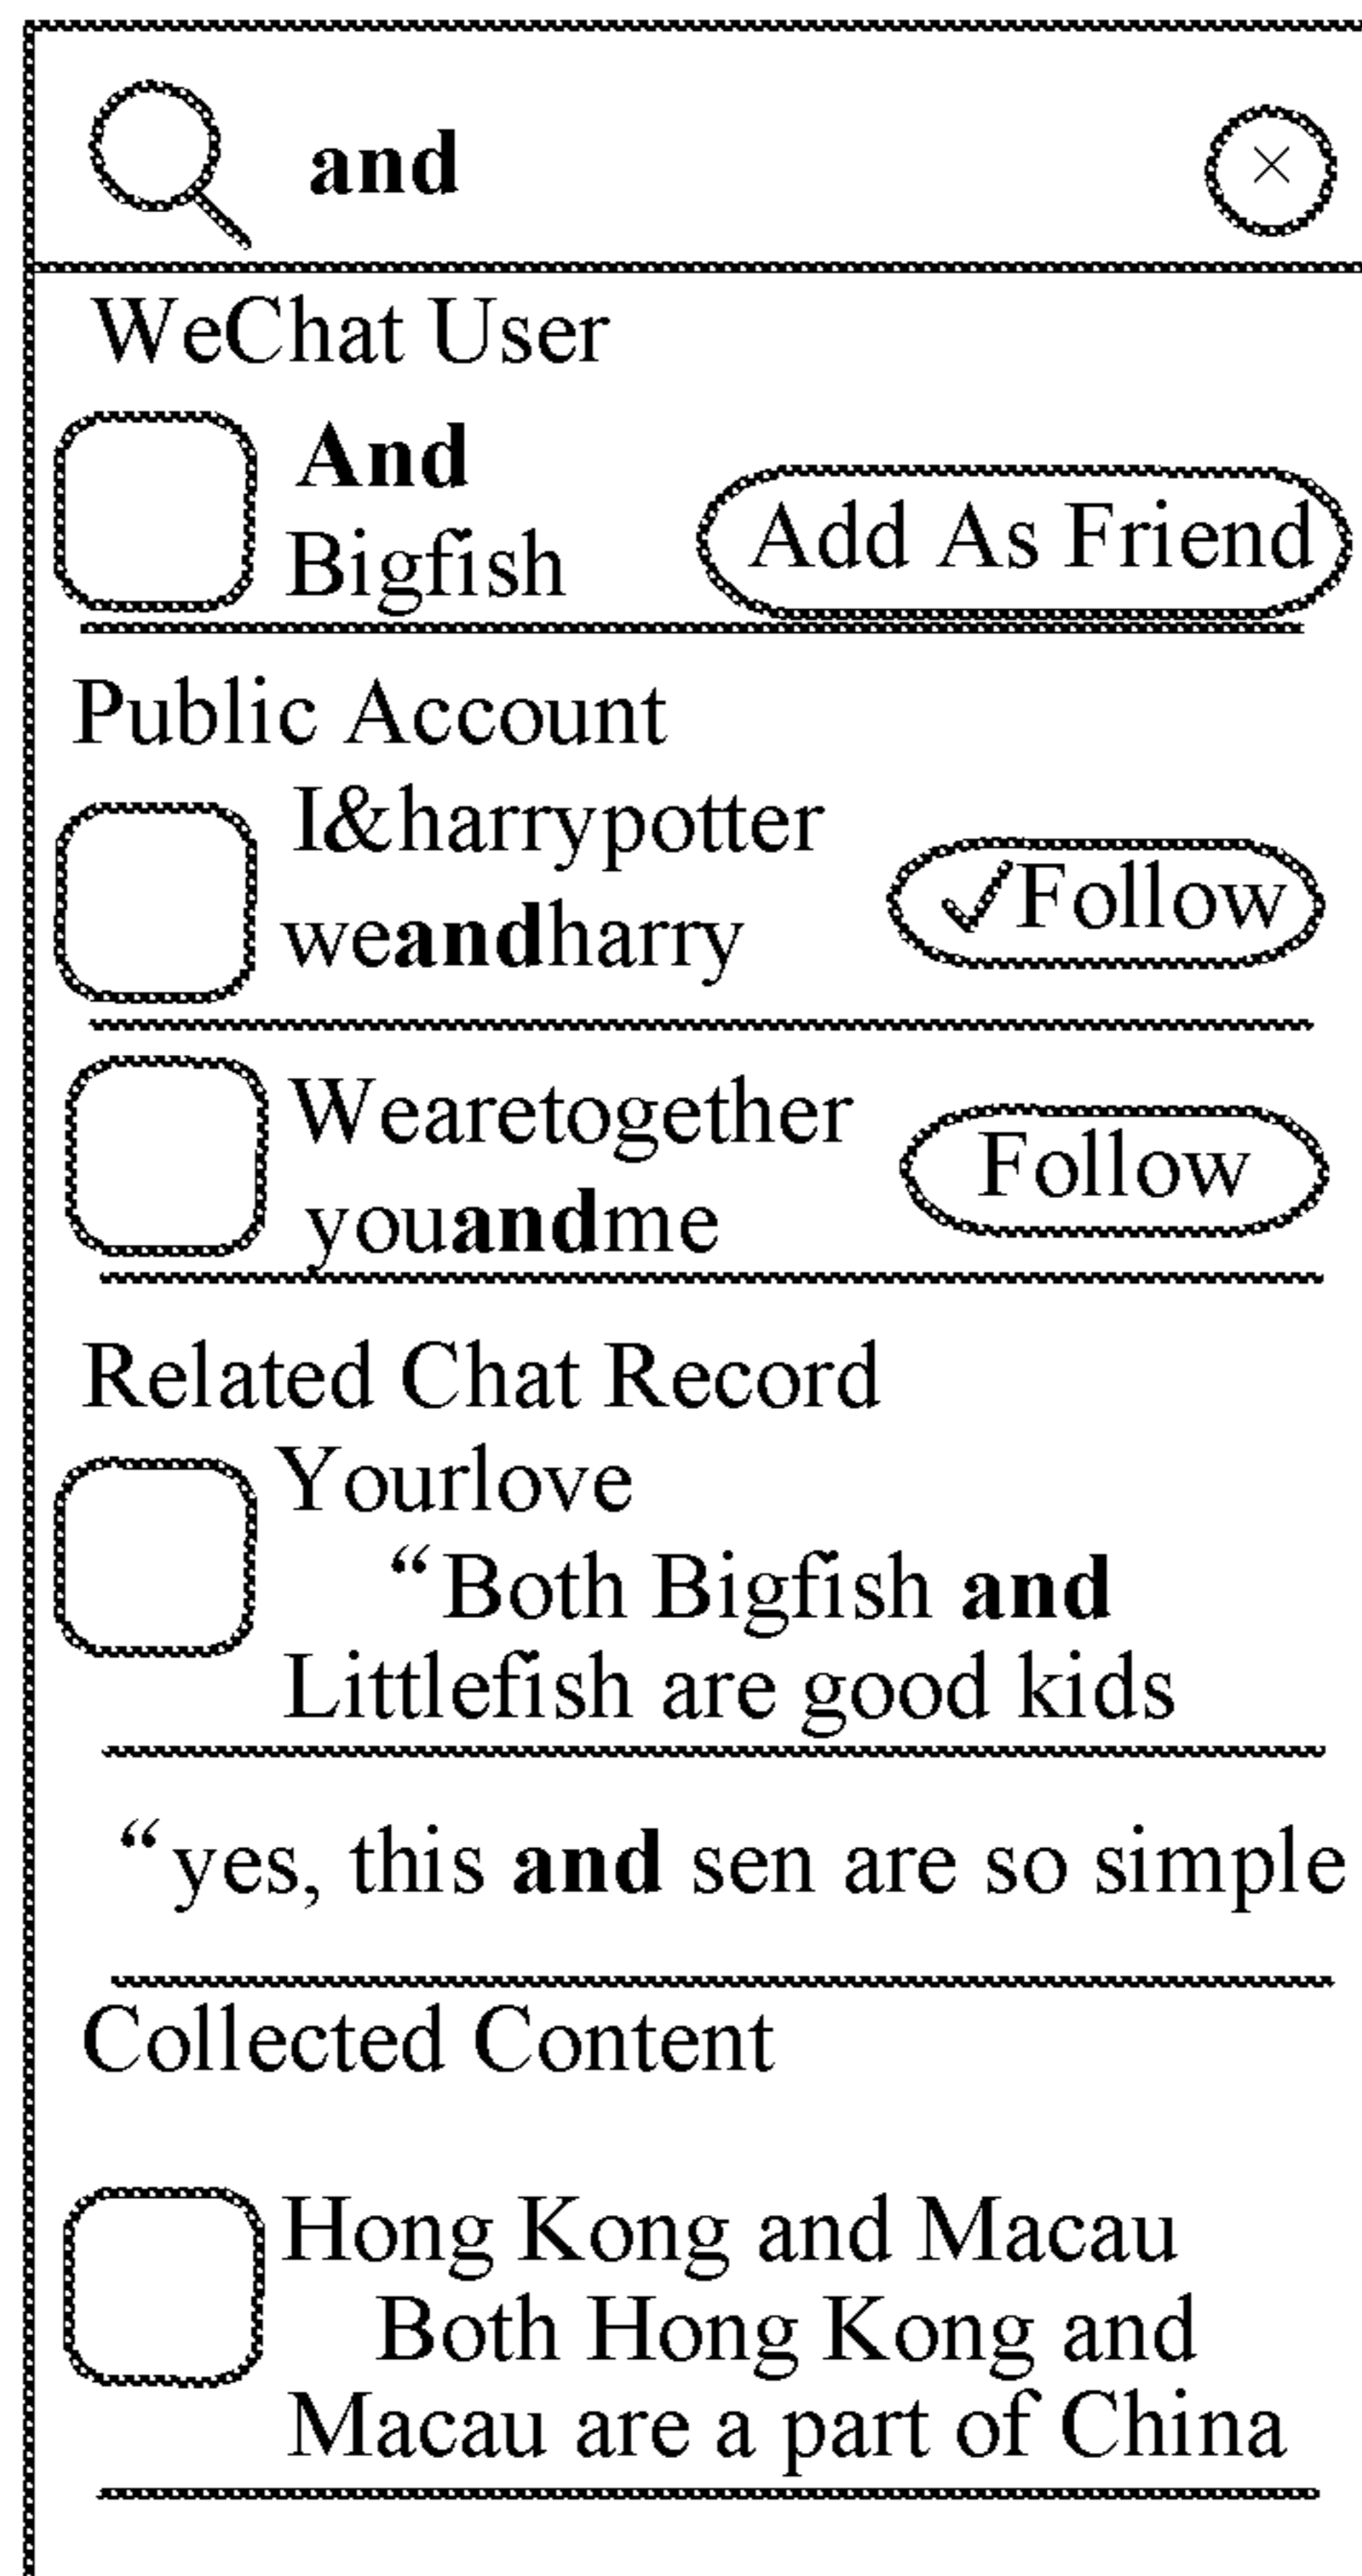 and ×
WeChat User
And
Bigfish
Add As Friend
Public Account
I&harrypotter
weandharry
✓Follow
Wearetogether
youandme
Follow
Related Chat Record
Yourlove
“Both Bigfish and
Littlefish are good kids
“yes, this and sen are so simple
Collected Content
Hong Kong and Macau
Both Hong Kong and
Macau are a part of China